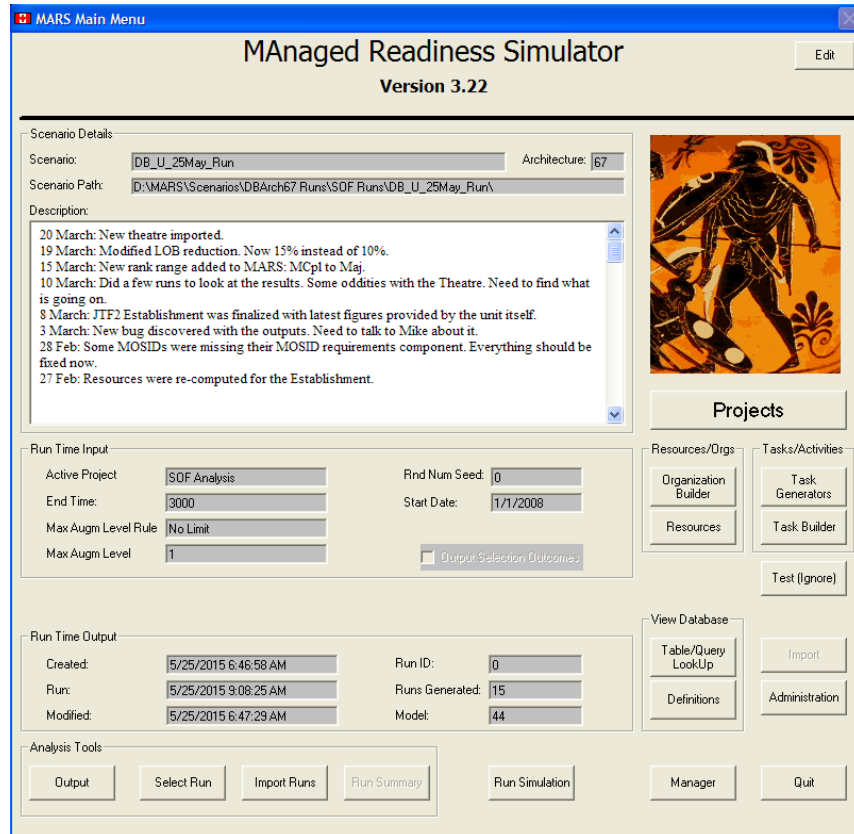 MARS Main Menu
MAnaged Readiness Simulator
Version 3.22
Edit
Scenario Details
Scenario: DB_U_25May_Run Architecture: 67
Scenario Path: D:\MARS\Scenarios\DBArch67 Runs\SOF Runs\DB_U_25May_Run\
Description:
20 March: New theatre imported.
19 March: Modified LOB reduction. Now 15% instead of 10%.
15 March: New rank range added to MARS: MCpl to Maj.
10 March: Did a few runs to look at the results. Some oddities with the Theatre. Need to find what
is going on.
8 March: JTF2 Establishment was finalized with latest figures provided by the unit itself.
3 March: New bug discovered with the outputs. Need to talk to Mike about it.
28 Feb: Some MOSIDs were missing their MOSID requirements component. Everything should be
fixed now.
27 Feb: Resources were re-computed for the Establishment.
Projects
Run Time Input
Active Project SOF Analysis Rnd Num Seed: 0
End Time: 3000 Start Date: 1/1/2008
Max Augm Level Rule No Limit
Max Augm Level 1 Output Selection Outcomes
Resources/Orgs
Organization
Builder
Resources
Tasks/Activities
Task
Generators
Task Builder
Test (Ignore)
Run Time Output
Created: 5/25/2015 6:46:58 AM Run ID: 0
Run: 5/25/2015 9:08:25 AM Runs Generated: 15
Modified: 5/25/2015 6:47:29 AM Model: 44
View Database
Table/Query
LookUp
Definitions
Import
Administration
Analysis Tools
Output Select Run Import Runs Run Summary Run Simulation Manager Quit